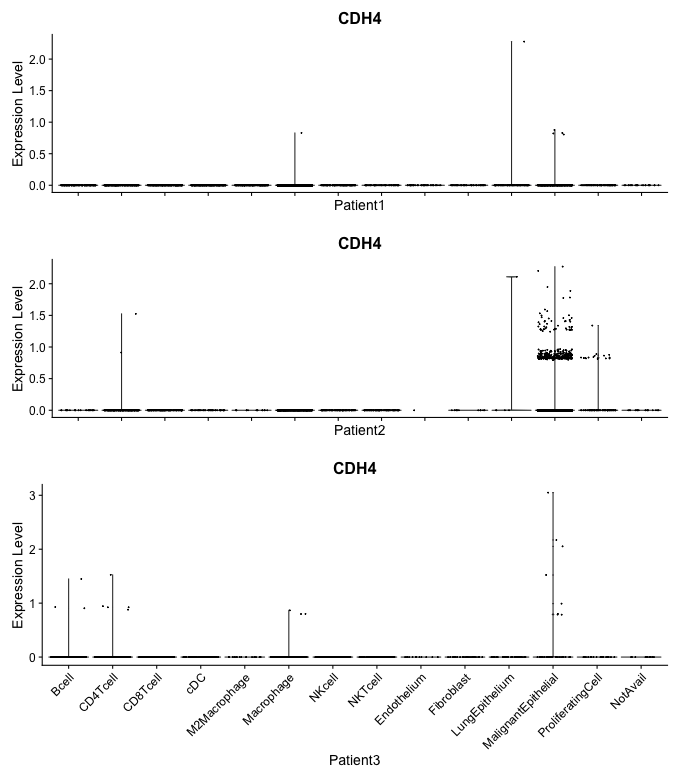 CDH4
Expression Level
2.0
1.5
1.0
0.5
0.0
Patient1
CDH4
Expression Level
2.0
1.5
1.0
0.5
0.0
Patient2
CDH4
Expression Level
3
2
1
0
Bcell
CD4Tcell
CD8Tcell
cDC
M2Macrophage
Macrophage
NKcell
NKTcell
Endothelium
Fibroblast
LungEpithelium
MalignantEpithelial
ProliferatingCell
NotAvail
Patient3